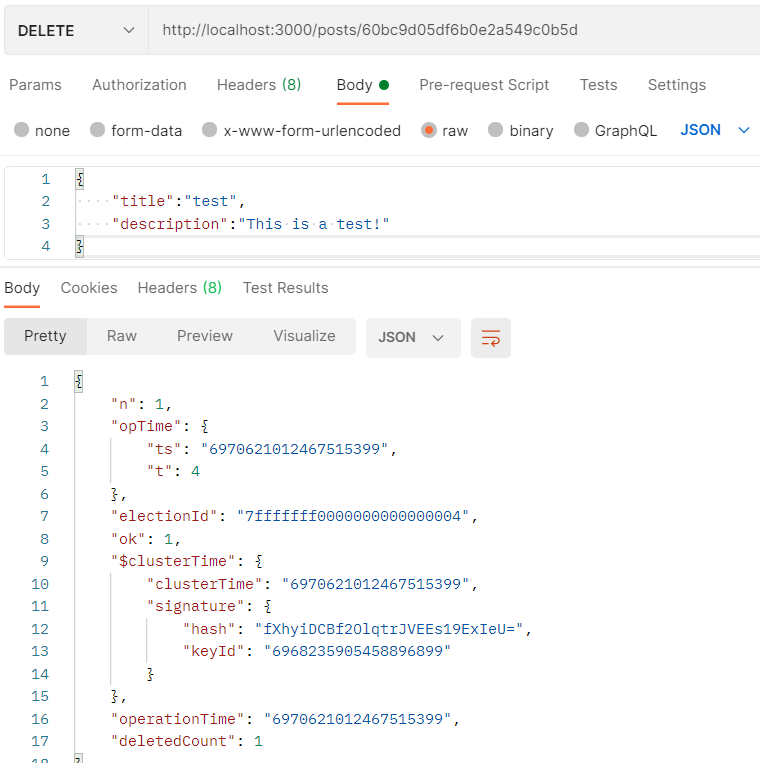 DELETE http://localhost:3000/posts/60bc9d05df6b0e2a549c0b5d
Params Authorization Headers (8) Body Pre-request Script Tests Settings
none form-data x-www-form-urlencoded raw binary GraphQL JSON
1 {
2 "title":"test",
3 "description":"This is a test!"
4 }
Body Cookies Headers (8) Test Results
Pretty Raw Preview Visualize JSON
1 {
2 "n": 1,
3 "opTime": {
4 "ts": "6970621012467515399",
5 "t": 4
6 },
7 "electionId": "7fffffff0000000000000004",
8 "ok": 1,
9 "$clusterTime": {
10 "clusterTime": "6970621012467515399",
11 "signature": {
12 "hash": "fXhyiDCBf2OlqtrJVEEs19ExIeU=",
13 "keyId": "6968235905458896899"
14 }
15 },
16 "operationTime": "6970621012467515399",
17 "deletedCount": 1
18 }